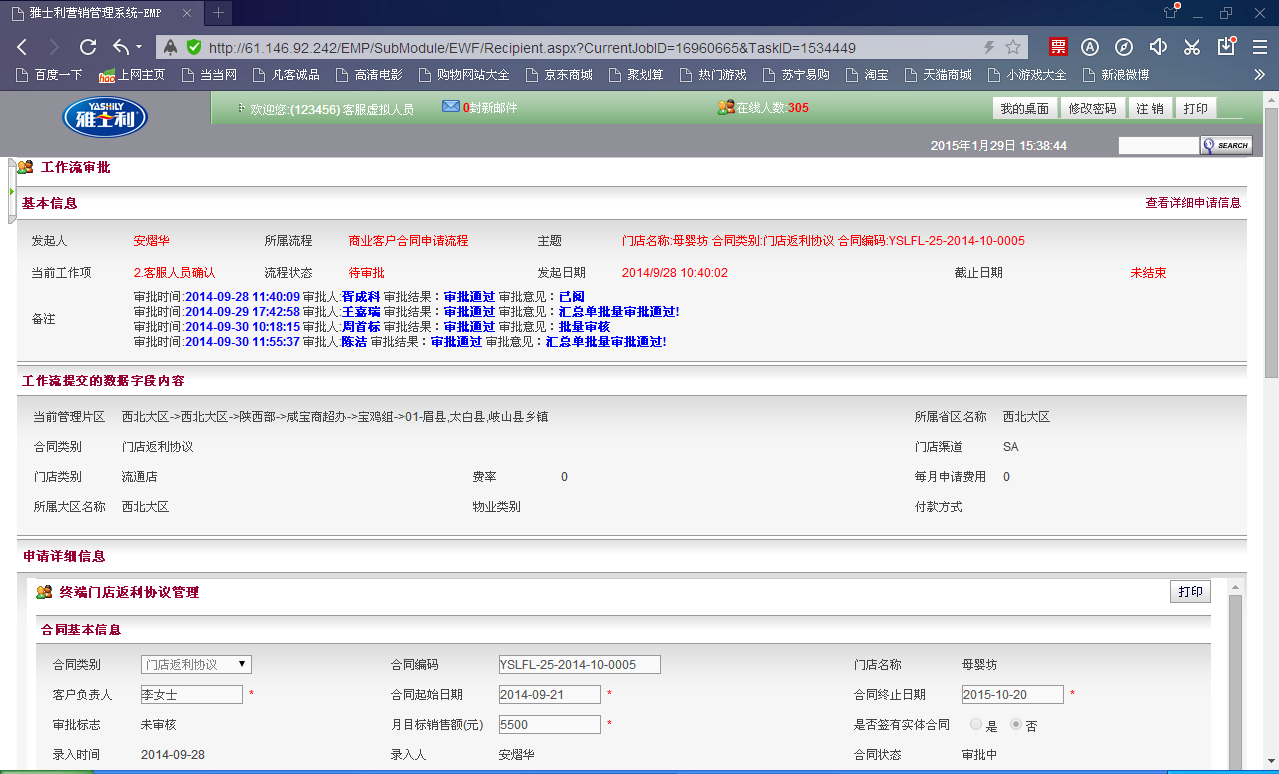 雅士利营销管理系统-EMP
http://61.146.92.242/EMP/SubModule/EWF/Recipient.aspx?CurrentJobID=16960665&TaskID=1534449
票
百度一下 hao 上网主页 当当网 凡客诚品 高清电影 购物网站大全 京东商城 聚划算 热门游戏 苏宁易购 淘宝 天猫商城 小游戏大全 新浪微博
YASHILY
雅士利
欢迎您:(123456) 客服虚拟人员 0封新邮件 在线人数:305 我的桌面 修改密码 注 销 打印
2015年1月29日 15:38:44 SEARCH
工作流审批
基本信息 查看详细申请信息
发起人 安熠华 所属流程 商业客户合同申请流程 主题 门店名称:母婴坊 合同类别:门店返利协议 合同编码:YSLFL-25-2014-10-0005
当前工作项 2.客服人员确认 流程状态 待审批 发起日期 2014/9/28 10:40:02 截止日期 未结束
备注
审批时间:2014-09-28 11:40:09 审批人:胥成科 审批结果：审批通过 审批意见：已阅
审批时间:2014-09-29 17:42:58 审批人:王嘉瑞 审批结果：审批通过 审批意见：汇总单批量审批通过!
审批时间:2014-09-30 10:18:15 审批人:周首标 审批结果：审批通过 审批意见：批量审核
审批时间:2014-09-30 11:55:37 审批人:陈洁 审批结果：审批通过 审批意见：汇总单批量审批通过!
工作流提交的数据字段内容
当前管理片区 西北大区->西北大区->陕西部->咸宝商超办->宝鸡组->01-眉县,太白县,岐山县乡镇 所属省区名称 西北大区
合同类别 门店返利协议 门店渠道 SA
门店类别 流通店 费率 0 每月申请费用 0
所属大区名称 西北大区 物业类别 付款方式
申请详细信息
终端门店返利协议管理 打印
合同基本信息
合同类别 门店返利协议 合同编码 YSLFL-25-2014-10-0005 门店名称 母婴坊
客户负责人 李女士 * 合同起始日期 2014-09-21 * 合同终止日期 2015-10-20 *
审批标志 未审核 月目标销售额(元) 5500 * 是否签有实体合同 是 否
录入时间 2014-09-28 录入人 安熠华 合同状态 审批中